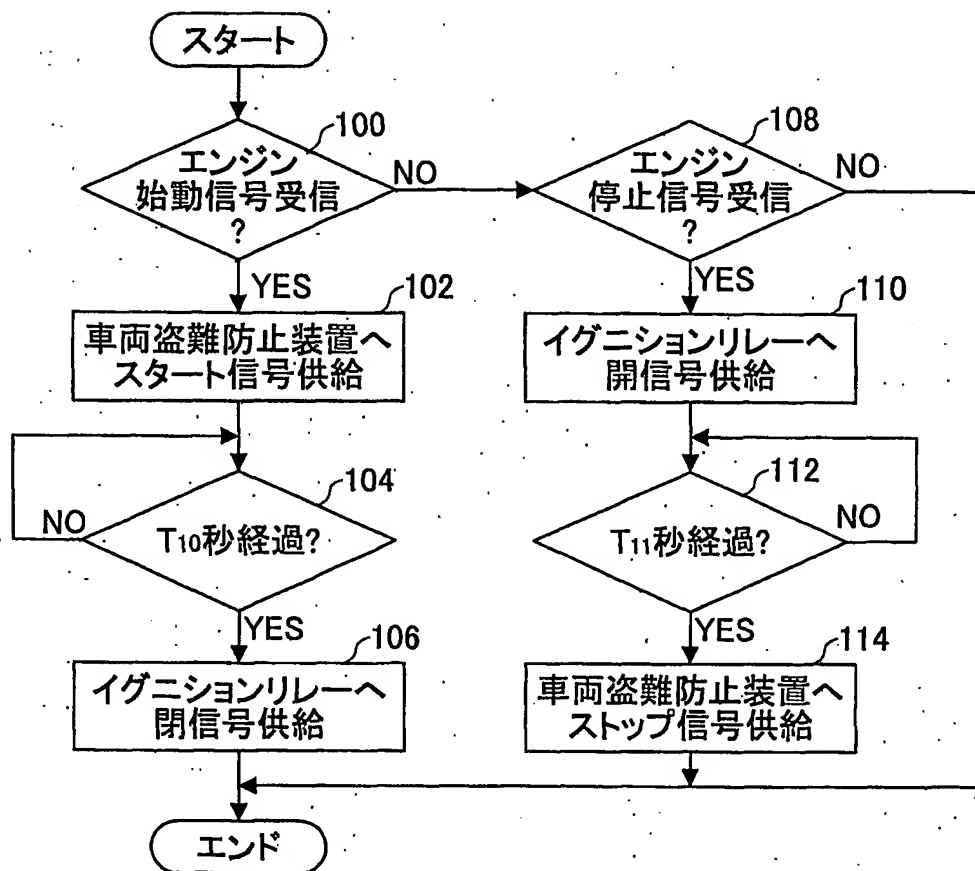 スタート
100
エンジン
始動信号受信
?
NO
108
エンジン
停止信号受信
?
NO
YES
102
車両盗難防止装置へ
スタート信号供給
YES
110
イグニションリレーへ
開信号供給
104
T10秒経過?
NO
112
T11秒経過?
NO
YES
106
イグニションリレーへ
閉信号供給
YES
114
車両盗難防止装置へ
ストップ信号供給
エンド